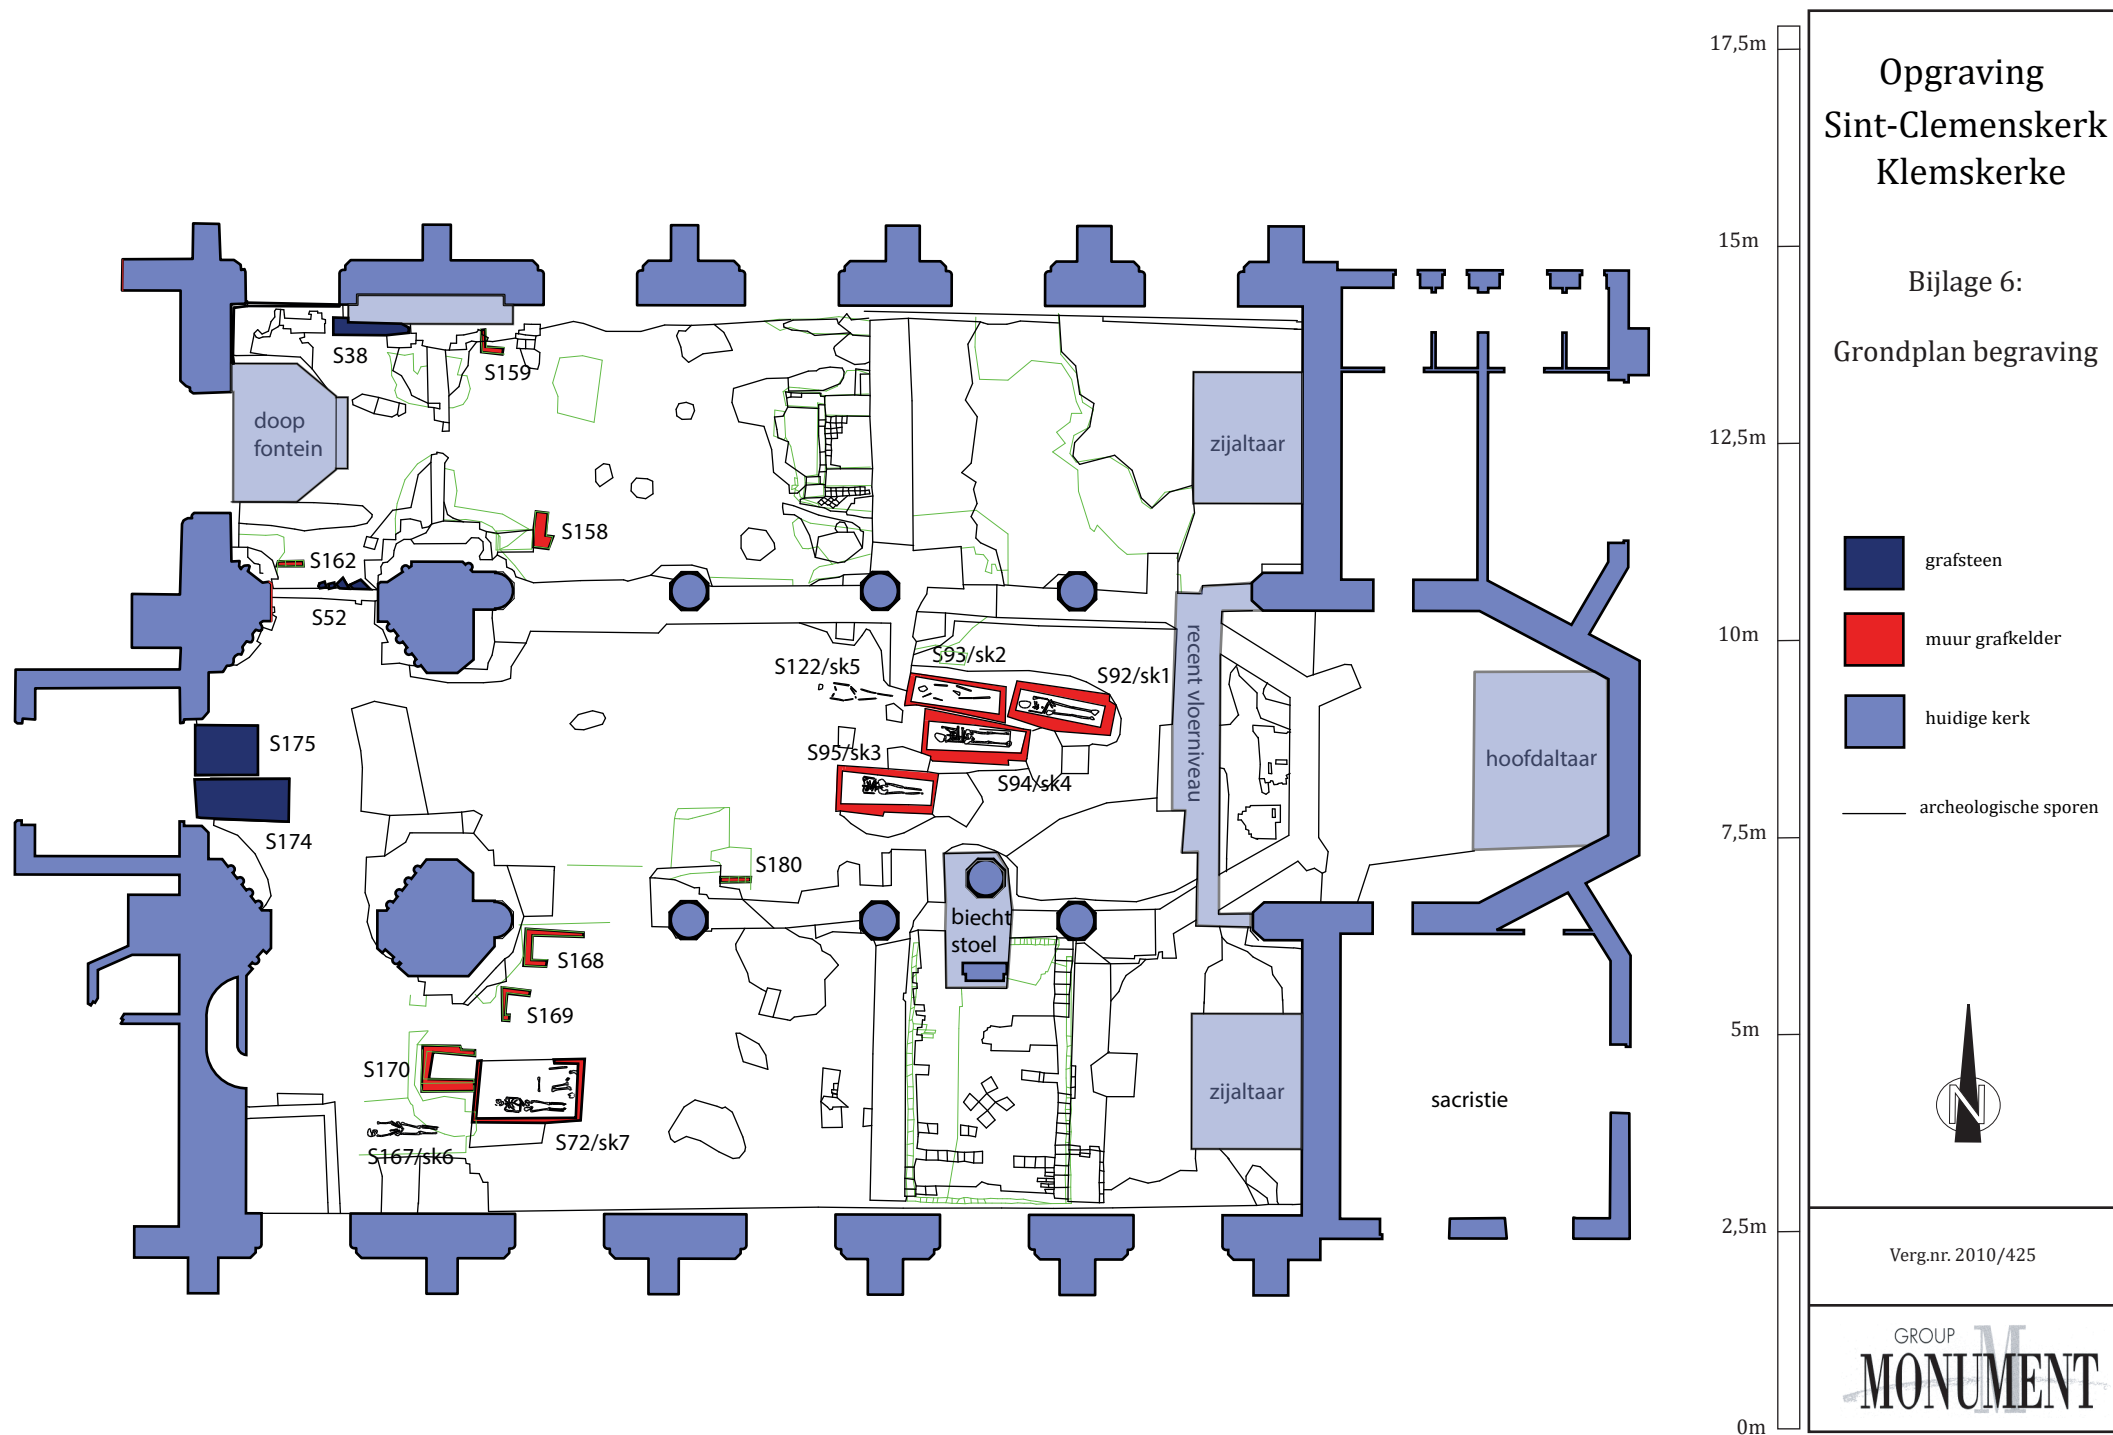 17,5m
15m
12,5m
10m
7,5m
5m
2,5m
0m
Opgraving
Sint-Clemenskerk
Klemskerke
Bijlage 6:
Grondplan begraving
grafsteen
muur grafkelder
huidige kerk
archeologische sporen
N
Verg.nr. 2010/425
GROUP
MONUMENT
S38
S159
doop
fontein
zijaltaar
S158
S162
S52
S122/sk5
S93/sk2
S92/sk1
recent vloerniveau
S175
S174
S95/sk3
S94/sk4
hoofdaltaar
S180
biecht
stoel
S168
S169
S170
S72/sk7
S167/sk6
zijaltaar
sacristie